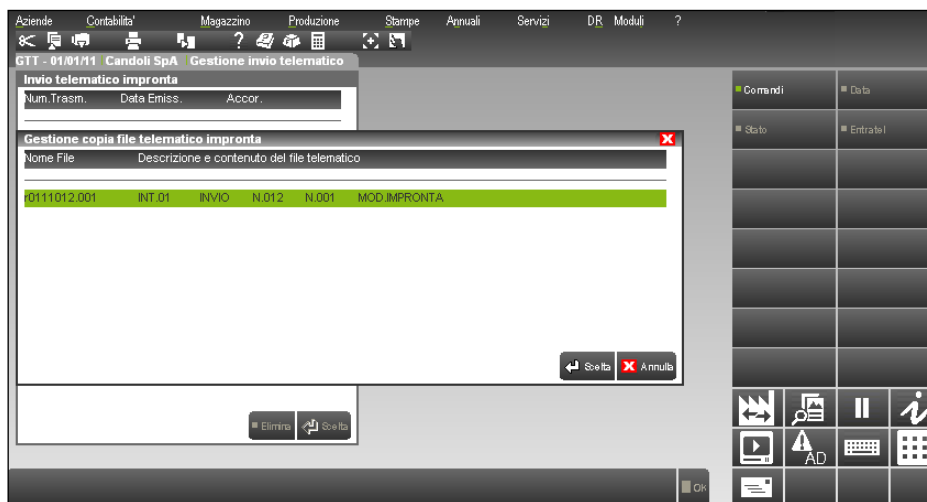 Aziende Contabilita' Magazzino Produzione Stampe Annuali Servizi DR Moduli ?
GTT - 01/01/11 Candoli SpA Gestione invio telematico
Invio telematico impronta
Num.Trasm. Data Emiss. Accor.
Comandi Data
Stato Entratel
Gestione copia file telematico impronta
Nome File Descrizione e contenuto del file telematico
r0111012.001 INT.01 INVIO N.012 N.001 MOD.IMPRONTA
Scelta Annulla
Elimina Scelta
AD
OK